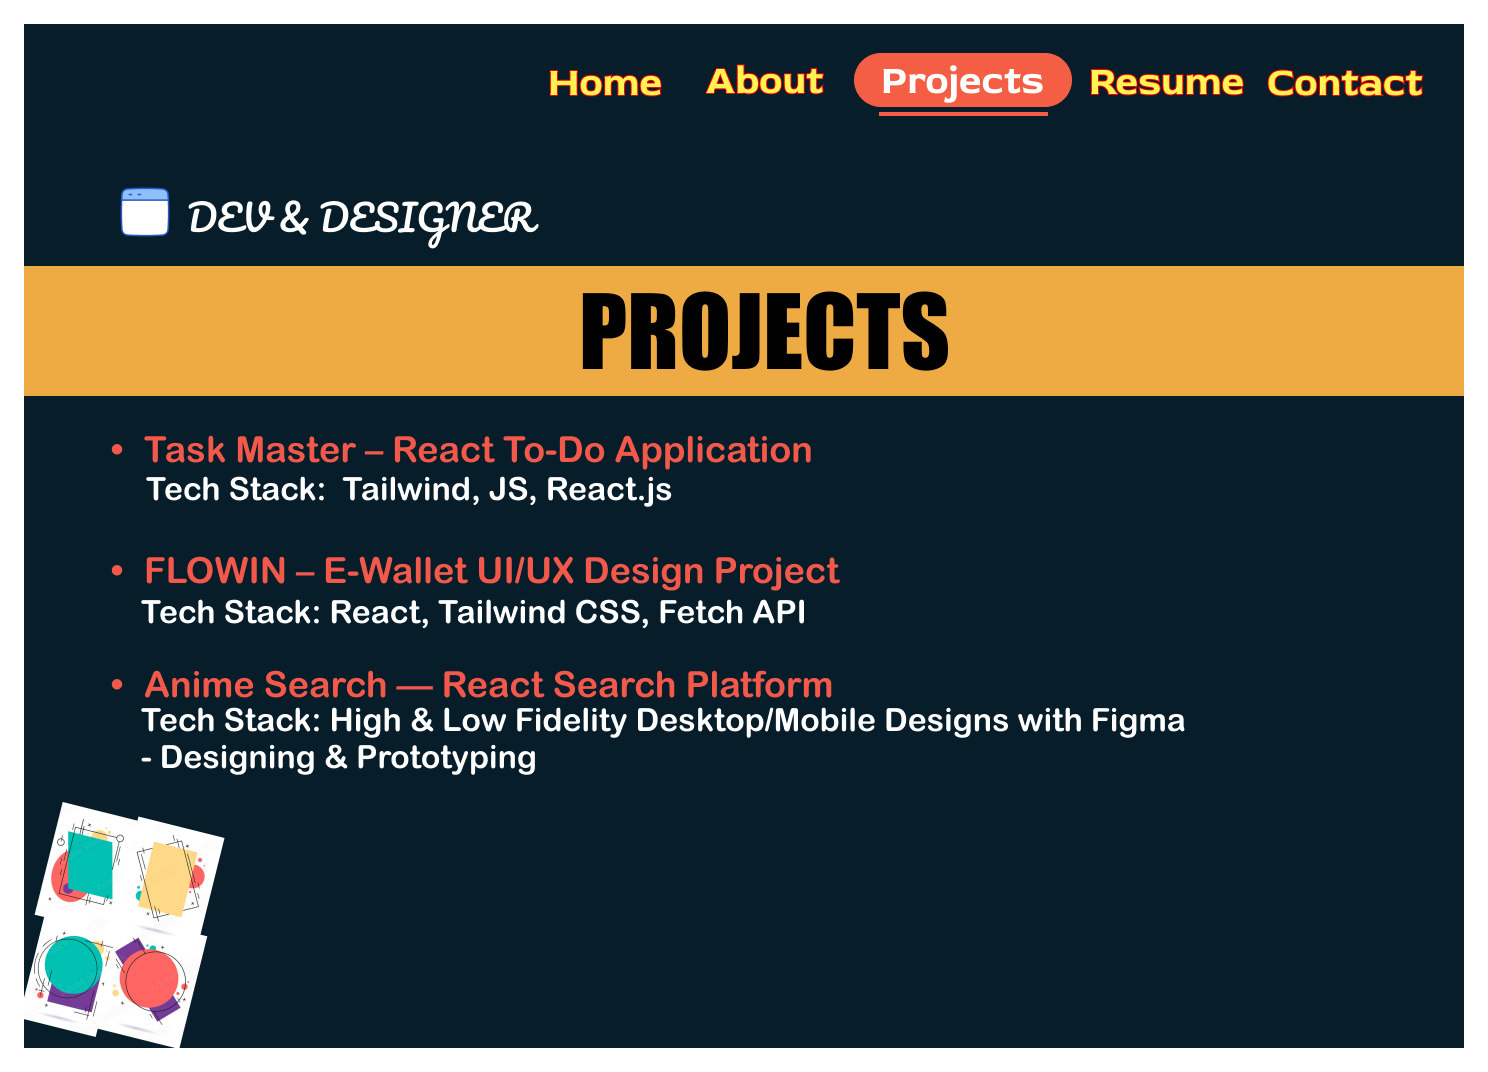 Home About Projects Resume Contact
DEV & DESIGNER
PROJECTS
• Task Master – React To-Do Application
Tech Stack:  Tailwind, JS, React.js
• FLOWIN – E-Wallet UI/UX Design Project
Tech Stack: React, Tailwind CSS, Fetch API
• Anime Search — React Search Platform
Tech Stack: High & Low Fidelity Desktop/Mobile Designs with Figma
- Designing & Prototyping